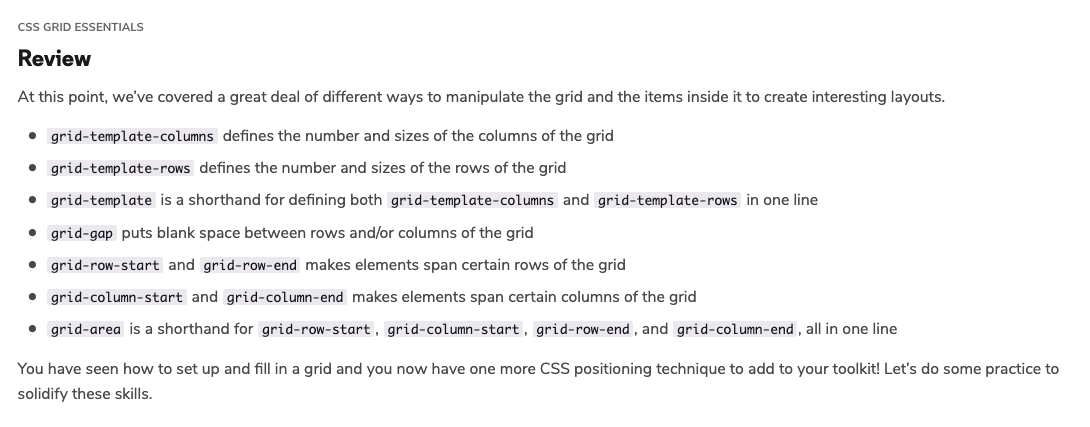 CSS GRID ESSENTIALS
Review
At this point, we've covered a great deal of different ways to manipulate the grid and the items inside it to create interesting layouts.
• grid-template-columns defines the number and sizes of the columns of the grid
• grid-template-rows defines the number and sizes of the rows of the grid
• grid-template is a shorthand for defining both grid-template-columns and grid-template-rows in one line
• grid-gap puts blank space between rows and/or columns of the grid
• grid-row-start and grid-row-end makes elements span certain rows of the grid
• grid-column-start and grid-column-end makes elements span certain columns of the grid
• grid-area is a shorthand for grid-row-start, grid-column-start, grid-row-end, and grid-column-end, all in one line
You have seen how to set up and fill in a grid and you now have one more CSS positioning technique to add to your toolkit! Let's do some practice to
solidify these skills.